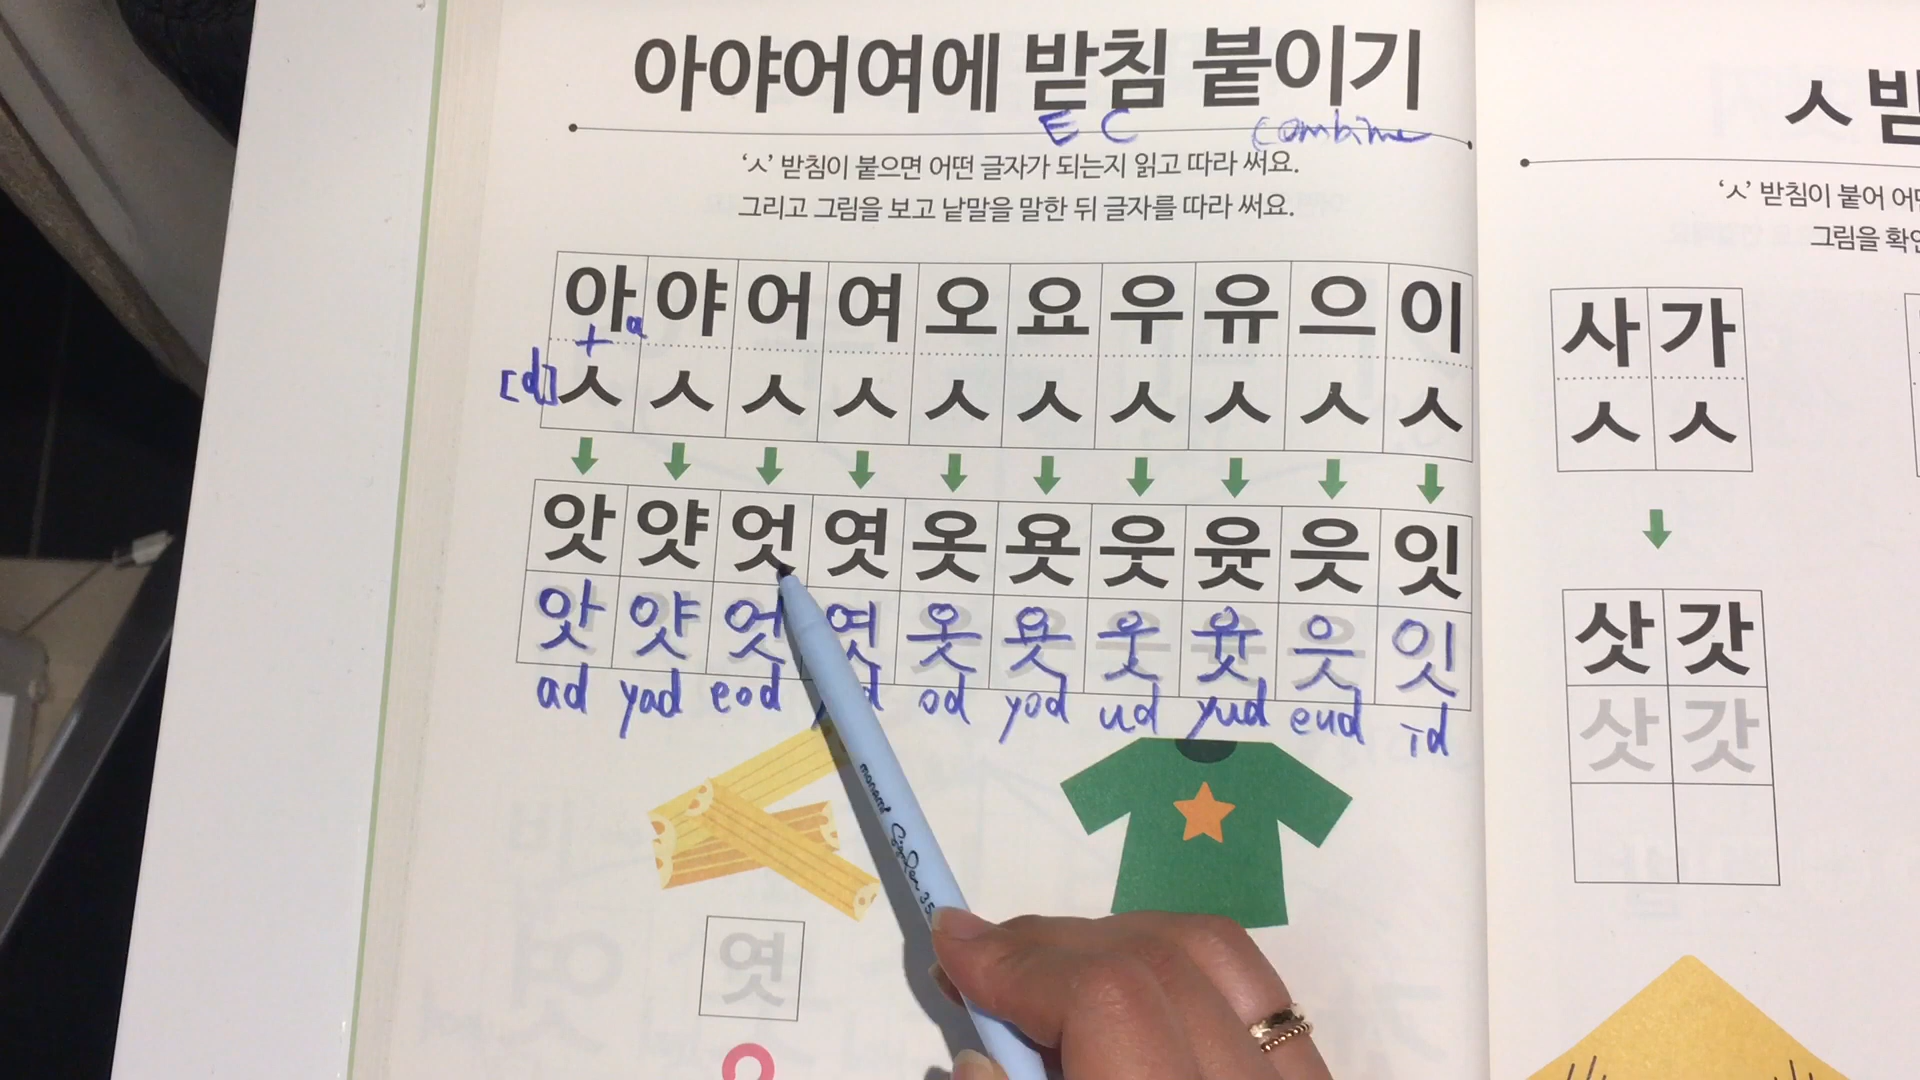 아야어여에 받침 붙이기
E C combine
'ㅅ' 받침이 붙으면 어떤 글자가 되는지 읽고 따라 써요.
그리고 그림을 보고 낱말을 말한 뒤 글자를 따라 써요.
아 야 어 여 오 요 우 유 으 이
+ a
[d] ㅅ ㅅ ㅅ ㅅ ㅅ ㅅ ㅅ ㅅ ㅅ ㅅ
앗 얏 엇 엿 옷 욧 웃 윳 읏 잇
앗 얏 엇 엿 옷 욧 웃 윳 읏 잇
ad yad eod od yod ud yud eud id
monami SignPen 35
엿
ㅅ
'ㅅ' 받침이 붙어
그림을
사 가
ㅅ ㅅ
삿 갓
삿 갓